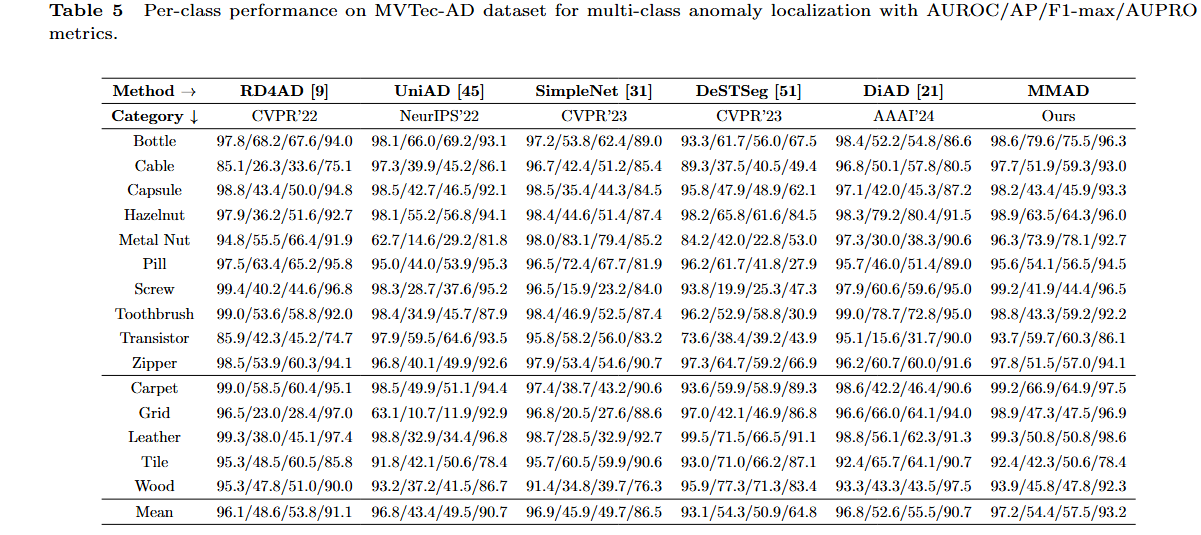 Table 5 Per-class performance on MVTec-AD dataset for multi-class anomaly localization with AUROC/AP/F1-max/AUPRO
metrics.
Method → RD4AD [9] UniAD [45] SimpleNet [31] DeSTSeg [51] DiAD [21] MMAD
Category ↓ CVPR'22 NeurIPS'22 CVPR'23 CVPR'23 AAAI'24 Ours
Bottle 97.8/68.2/67.6/94.0 98.1/66.0/69.2/93.1 97.2/53.8/62.4/89.0 93.3/61.7/56.0/67.5 98.4/52.2/54.8/86.6 98.6/79.6/75.5/96.3
Cable 85.1/26.3/33.6/75.1 97.3/39.9/45.2/86.1 96.7/42.4/51.2/85.4 89.3/37.5/40.5/49.4 96.8/50.1/57.8/80.5 97.7/51.9/59.3/93.0
Capsule 98.8/43.4/50.0/94.8 98.5/42.7/46.5/92.1 98.5/35.4/44.3/84.5 95.8/47.9/48.9/62.1 97.1/42.0/45.3/87.2 98.2/43.4/45.9/93.3
Hazelnut 97.9/36.2/51.6/92.7 98.1/55.2/56.8/94.1 98.4/44.6/51.4/87.4 98.2/65.8/61.6/84.5 98.3/79.2/80.4/91.5 98.9/63.5/64.3/96.0
Metal Nut 94.8/55.5/66.4/91.9 62.7/14.6/29.2/81.8 98.0/83.1/79.4/85.2 84.2/42.0/22.8/53.0 97.3/30.0/38.3/90.6 96.3/73.9/78.1/92.7
Pill 97.5/63.4/65.2/95.8 95.0/44.0/53.9/95.3 96.5/72.4/67.7/81.9 96.2/61.7/41.8/27.9 95.7/46.0/51.4/89.0 95.6/54.1/56.5/94.5
Screw 99.4/40.2/44.6/96.8 98.3/28.7/37.6/95.2 96.5/15.9/23.2/84.0 93.8/19.9/25.3/47.3 97.9/60.6/59.6/95.0 99.2/41.9/44.4/96.5
Toothbrush 99.0/53.6/58.8/92.0 98.4/34.9/45.7/87.9 98.4/46.9/52.5/87.4 96.2/52.9/58.8/30.9 99.0/78.7/72.8/95.0 98.8/43.3/59.2/92.2
Transistor 85.9/42.3/45.2/74.7 97.9/59.5/64.6/93.5 95.8/58.2/56.0/83.2 73.6/38.4/39.2/43.9 95.1/15.6/31.7/90.0 93.7/59.7/60.3/86.1
Zipper 98.5/53.9/60.3/94.1 96.8/40.1/49.9/92.6 97.9/53.4/54.6/90.7 97.3/64.7/59.2/66.9 96.2/60.7/60.0/91.6 97.8/51.5/57.0/94.1
Carpet 99.0/58.5/60.4/95.1 98.5/49.9/51.1/94.4 97.4/38.7/43.2/90.6 93.6/59.9/58.9/89.3 98.6/42.2/46.4/90.6 99.2/66.9/64.9/97.5
Grid 96.5/23.0/28.4/97.0 63.1/10.7/11.9/92.9 96.8/20.5/27.6/88.6 97.0/42.1/46.9/86.8 96.6/66.0/64.1/94.0 98.9/47.3/47.5/96.9
Leather 99.3/38.0/45.1/97.4 98.8/32.9/34.4/96.8 98.7/28.5/32.9/92.7 99.5/71.5/66.5/91.1 98.8/56.1/62.3/91.3 99.3/50.8/50.8/98.6
Tile 95.3/48.5/60.5/85.8 91.8/42.1/50.6/78.4 95.7/60.5/59.9/90.6 93.0/71.0/66.2/87.1 92.4/65.7/64.1/90.7 92.4/42.3/50.6/78.4
Wood 95.3/47.8/51.0/90.0 93.2/37.2/41.5/86.7 91.4/34.8/39.7/76.3 95.9/77.3/71.3/83.4 93.3/43.3/43.5/97.5 93.9/45.8/47.8/92.3
Mean 96.1/48.6/53.8/91.1 96.8/43.4/49.5/90.7 96.9/45.9/49.7/86.5 93.1/54.3/50.9/64.8 96.8/52.6/55.5/90.7 97.2/54.4/57.5/93.2